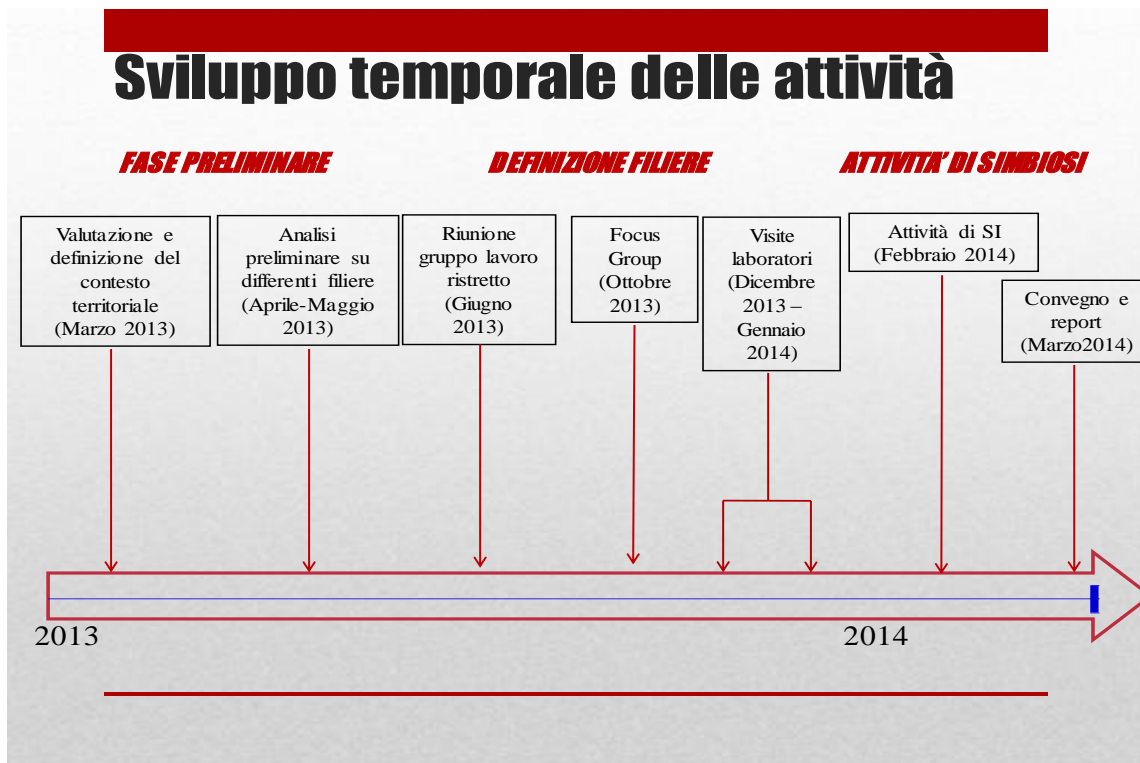 Sviluppo temporale delle attività
FASE PRELIMINARE
DEFINIZIONE FILIERE
ATTIVITA' DI SIMBIOSI
Valutazione e
definizione del
contesto
territoriale
(Marzo 2013)
Analisi
preliminare su
differenti filiere
(Aprile-Maggio
2013)
Riunione
gruppo lavoro
ristretto
(Giugno
2013)
Focus
Group
(Ottobre
2013)
Visite
laboratori
(Dicembre
2013 –
Gennaio
2014)
Attività di SI
(Febbraio 2014)
Convegno e
report
(Marzo2014)
2013
2014